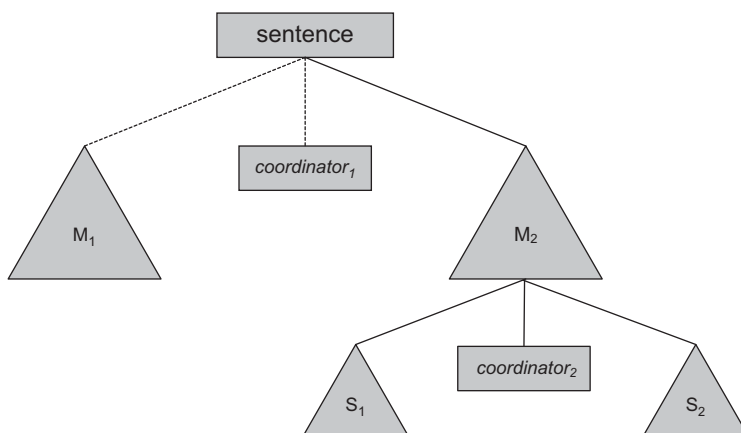 sentence
coordinator₁
M₁
M₂
coordinator₂
S₁
S₂